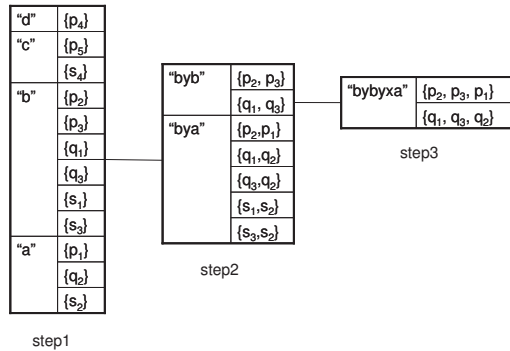 “d” {p₄}
“c” {p₅}
{s₄}
“b” {p₂}
{p₃}
{q₁}
{q₃}
{s₁}
{s₃}
“a” {p₁}
{q₂}
{s₂}
step1
“byb” {p₂, p₃}
{q₁, q₃}
“bya” {p₂,p₁}
{q₁,q₂}
{q₃,q₂}
{s₁,s₂}
{s₃,s₂}
step2
“bybyxa” {p₂, p₃, p₁}
{q₁, q₃, q₂}
step3